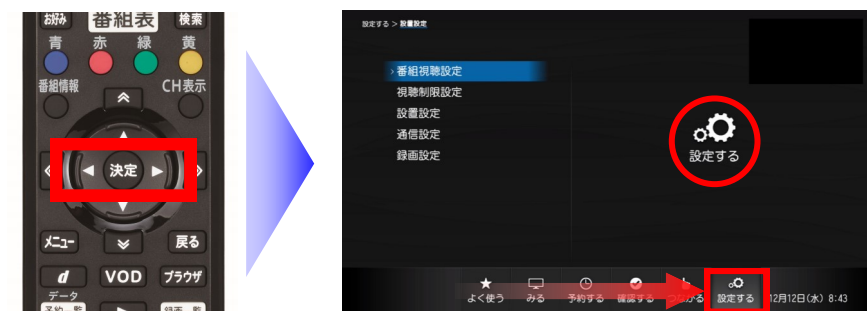 お好み 番組表 検索
青 赤 緑 黄
番組情報 CH表示
決定
メニュー 戻る
d VOD ブラウザ
データ
設定する > 設置設定
番組視聴設定
視聴制限設定
設置設定
通信設定
録画設定
設定する
よく使う みる 予約する 確認する つながる 設定する 12月12日(水) 8:43